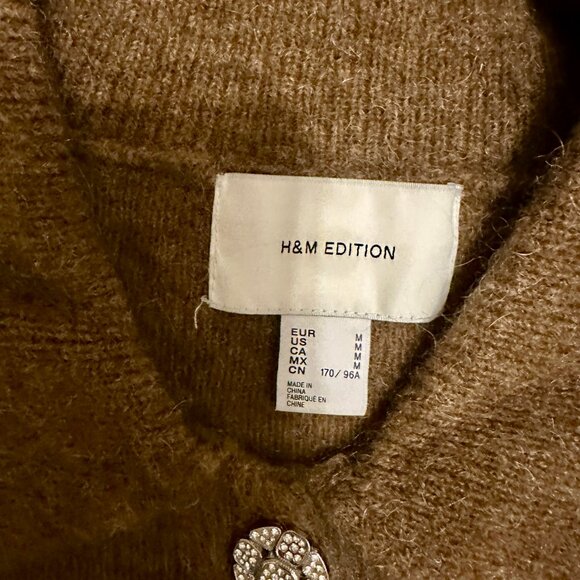 H&M EDITION
EUR M
US M
CA M
MX M
CN 170/96A
MADE IN
CHINA
FABRIQUÉ EN
CHINE